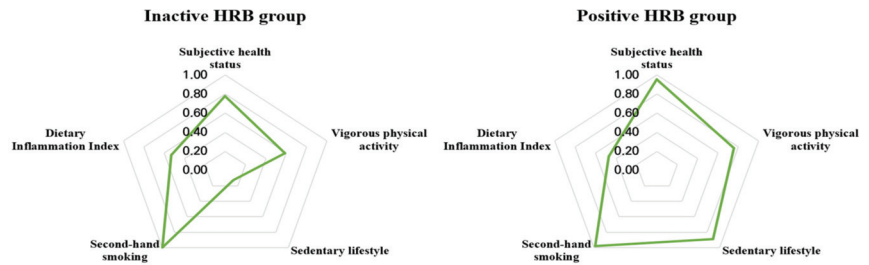 Inactive HRB group
Subjective health
status
1.00
0.80
0.60
0.40
0.20
0.00
Dietary
Inflammation Index
Vigorous physical
activity
Second-hand
smoking
Sedentary lifestyle
Positive HRB group
Subjective health
status
1.00
0.80
0.60
0.40
0.20
0.00
Dietary
Inflammation Index
Vigorous physical
activity
Second-hand
smoking
Sedentary lifestyle